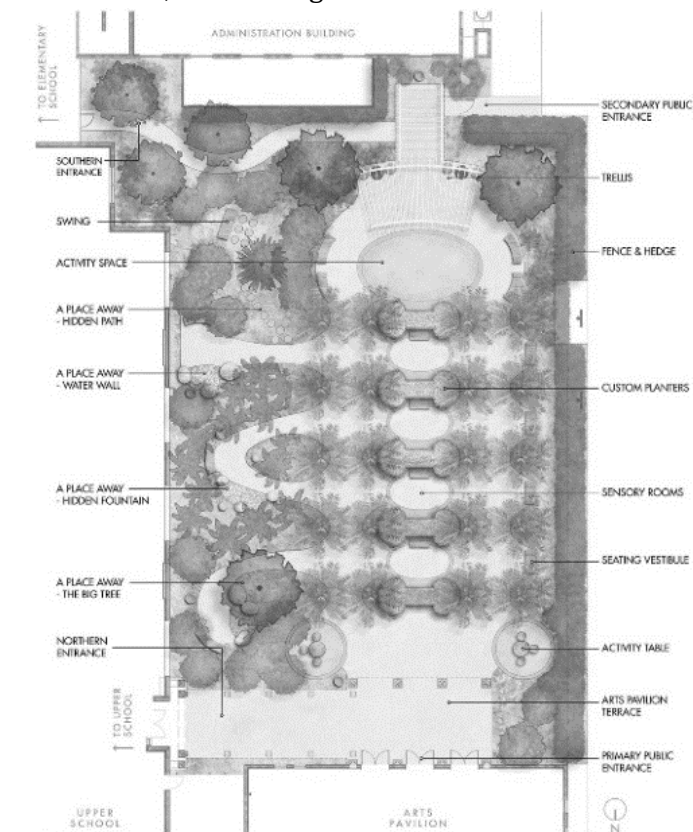 ADMINISTRATION BUILDING
TO ELEMENTARY
SCHOOL
SECONDARY PUBLIC
ENTRANCE
SOUTHERN
ENTRANCE
TRELLIS
SWING
FENCE & HEDGE
ACTIVITY SPACE
A PLACE AWAY
- HIDDEN PATH
A PLACE AWAY
- WATER WALL
CUSTOM PLANTERS
A PLACE AWAY
- HIDDEN FOUNTAIN
SENSORY ROOMS
SEATING VESTIBULE
A PLACE AWAY
- THE BIG TREE
NORTHERN
ENTRANCE
ACTIVITY TABLE
TO UPPER
SCHOOL
ARTS PAVILION
TERRACE
PRIMARY PUBLIC
ENTRANCE
UPPER
SCHOOL
ARTS
PAVILION
N